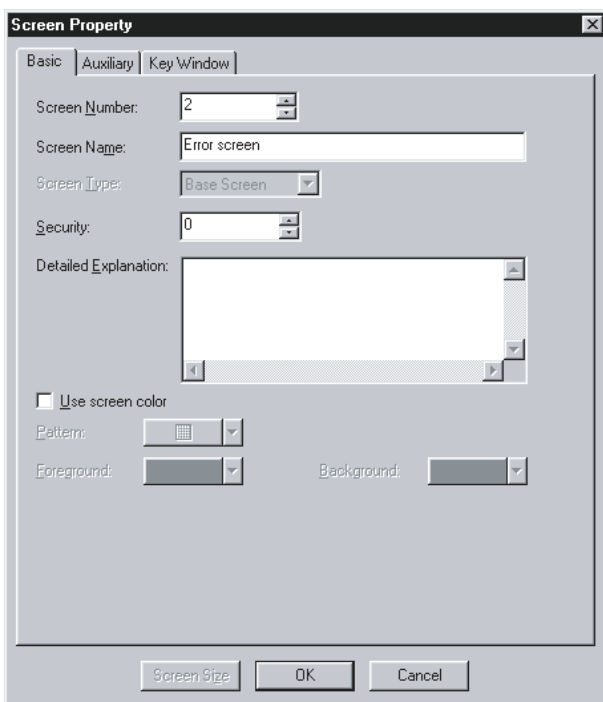 Screen Property
Basic Auxiliary Key Window
Screen Number: 2
Screen Name: Error screen
Screen Type: Base Screen
Security: 0
Detailed Explanation:
Use screen color
Pattern:
Foreground: Background:
Screen Size OK Cancel